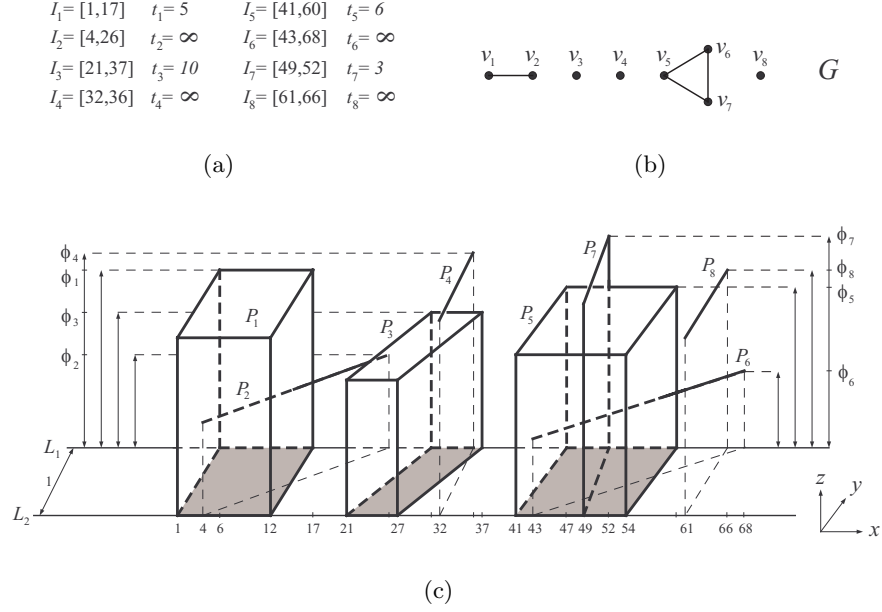 I₁= [1,17] t₁= 5 I₅= [41,60] t₅= 6
I₂= [4,26] t₂= ∞ I₆= [43,68] t₆= ∞
I₃= [21,37] t₃= 10 I₇= [49,52] t₇= 3
I₄= [32,36] t₄= ∞ I₈= [61,66] t₈= ∞
(a)
v₁ v₂ v₃ v₄ v₅ v₆ v₇ v₈ G
(b)
ϕ₄
ϕ₁
ϕ₃
ϕ₂
P₁
P₂
P₃
P₄
P₅
P₇
P₈
P₆
ϕ₇
ϕ₈
ϕ₅
ϕ₆
L₁
1
L₂
1 4 6 12 17 21 27 32 37 41 43 47 49 52 54 61 66 68
z
y
x
(c)